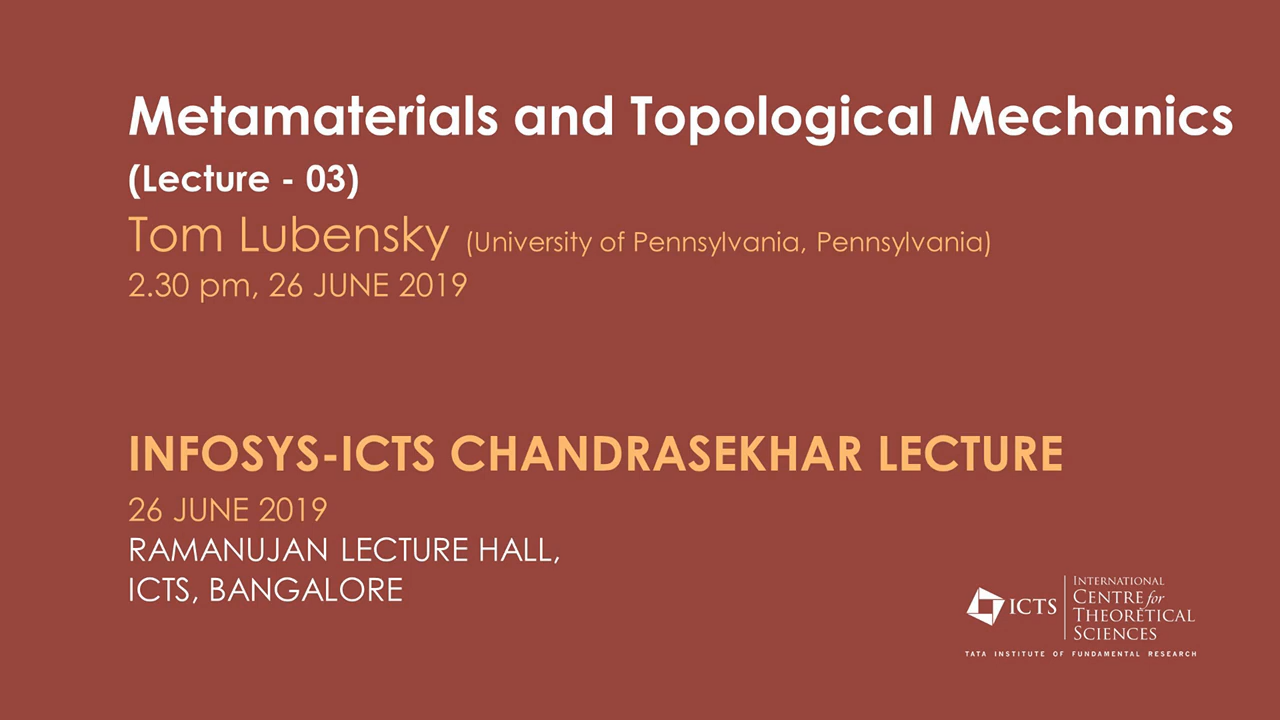 Metamaterials and Topological Mechanics
(Lecture - 03)
Tom Lubensky (University of Pennsylvania, Pennsylvania)
2.30 pm, 26 JUNE 2019
INFOSYS-ICTS CHANDRASEKHAR LECTURE
26 JUNE 2019
RAMANUJAN LECTURE HALL,
ICTS, BANGALORE
ICTS
INTERNATIONAL
CENTRE for
THEORETICAL
SCIENCES
TATA INSTITUTE OF FUNDAMENTAL RESEARCH